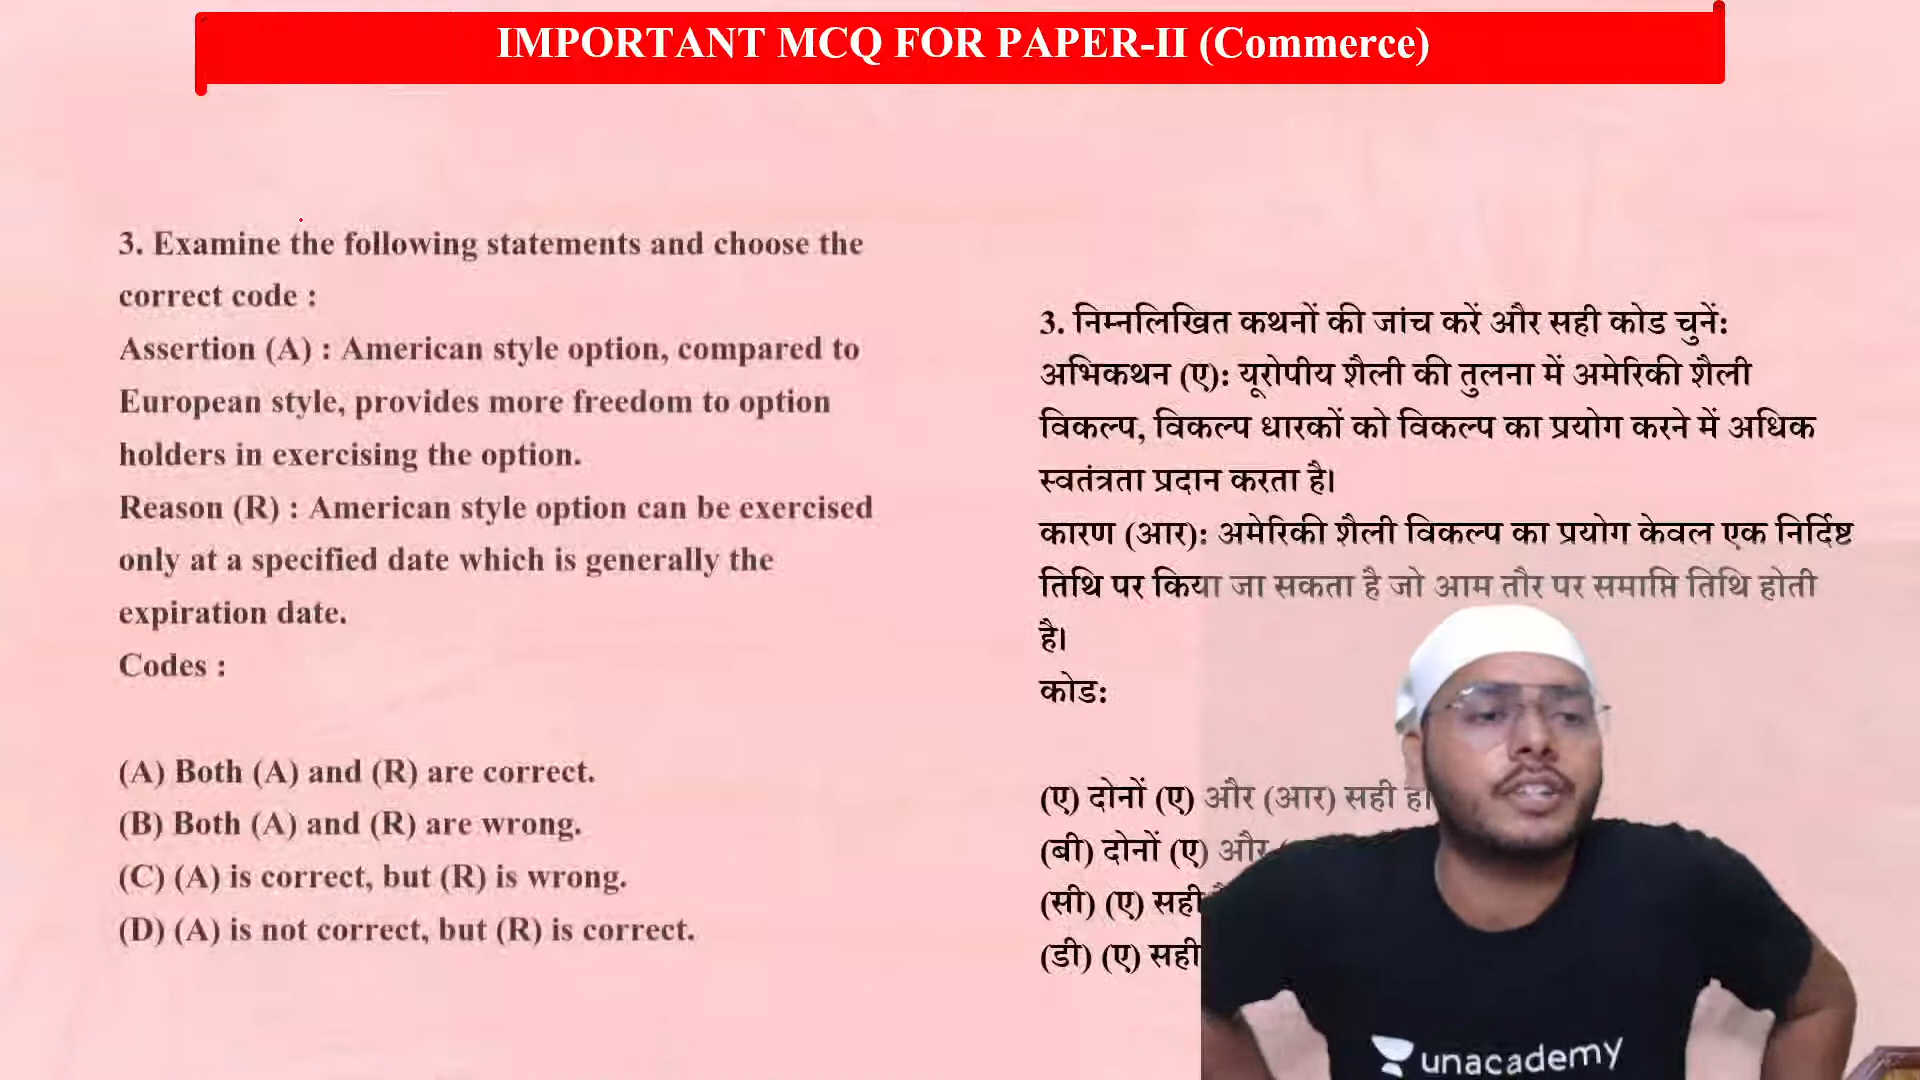 IMPORTANT MCQ FOR PAPER-II (Commerce)
3. Examine the following statements and choose the
correct code :
Assertion (A) : American style option, compared to
European style, provides more freedom to option
holders in exercising the option.
Reason (R) : American style option can be exercised
only at a specified date which is generally the
expiration date.
Codes :
(A) Both (A) and (R) are correct.
(B) Both (A) and (R) are wrong.
(C) (A) is correct, but (R) is wrong.
(D) (A) is not correct, but (R) is correct.
3. निम्नलिखित कथनों की जांच करें और सही कोड चुनें:
अभिकथन (ए): यूरोपीय शैली की तुलना में अमेरिकी शैली
विकल्प, विकल्प धारकों को विकल्प का प्रयोग करने में अधिक
स्वतंत्रता प्रदान करता है।
कारण (आर): अमेरिकी शैली विकल्प का प्रयोग केवल एक निर्दिष्ट
तिथि पर किया जा सकता है जो आम तौर पर समाप्ति तिथि होती
है।
कोड:
(ए) दोनों (ए) और (आर) सही
(बी) दोनों (ए) और
(सी) (ए) सही
(डी) (ए) सही
unacademy